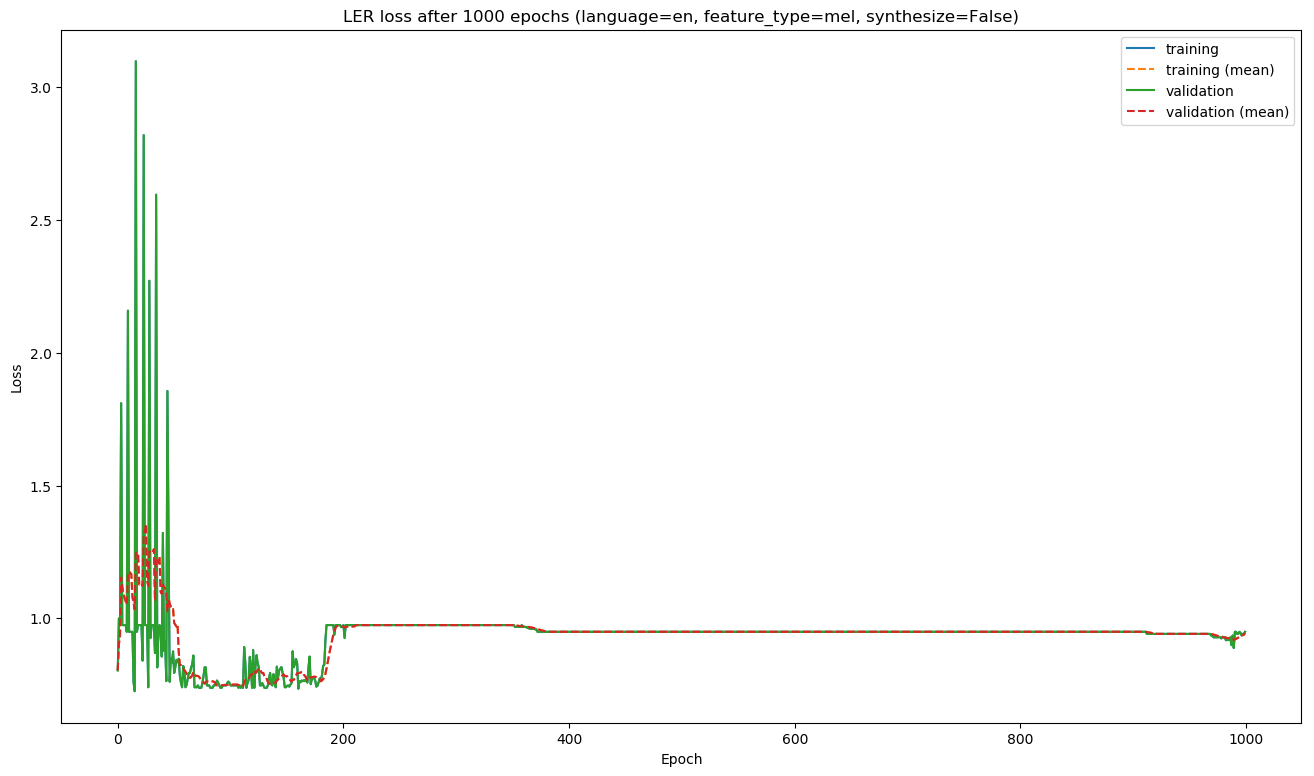 LER loss after 1000 epochs (language=en, feature_type=mel, synthesize=False)
training
training (mean)
validation
validation (mean)
3.0
2.5
2.0
1.5
1.0
Loss
0 200 400 600 800 1000
Epoch